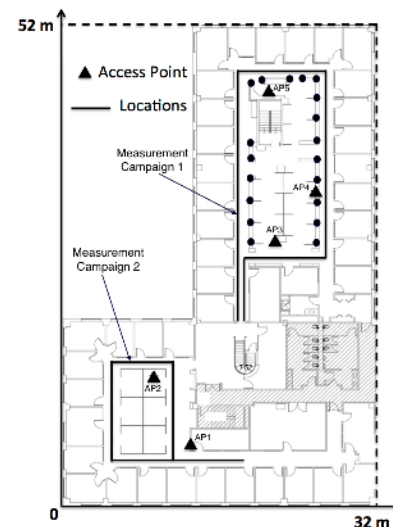 52 m
Access Point
Locations
AP5
Measurement
Campaign 1
AP4
AP3
Measurement
Campaign 2
AP2
AP1
0
32 m